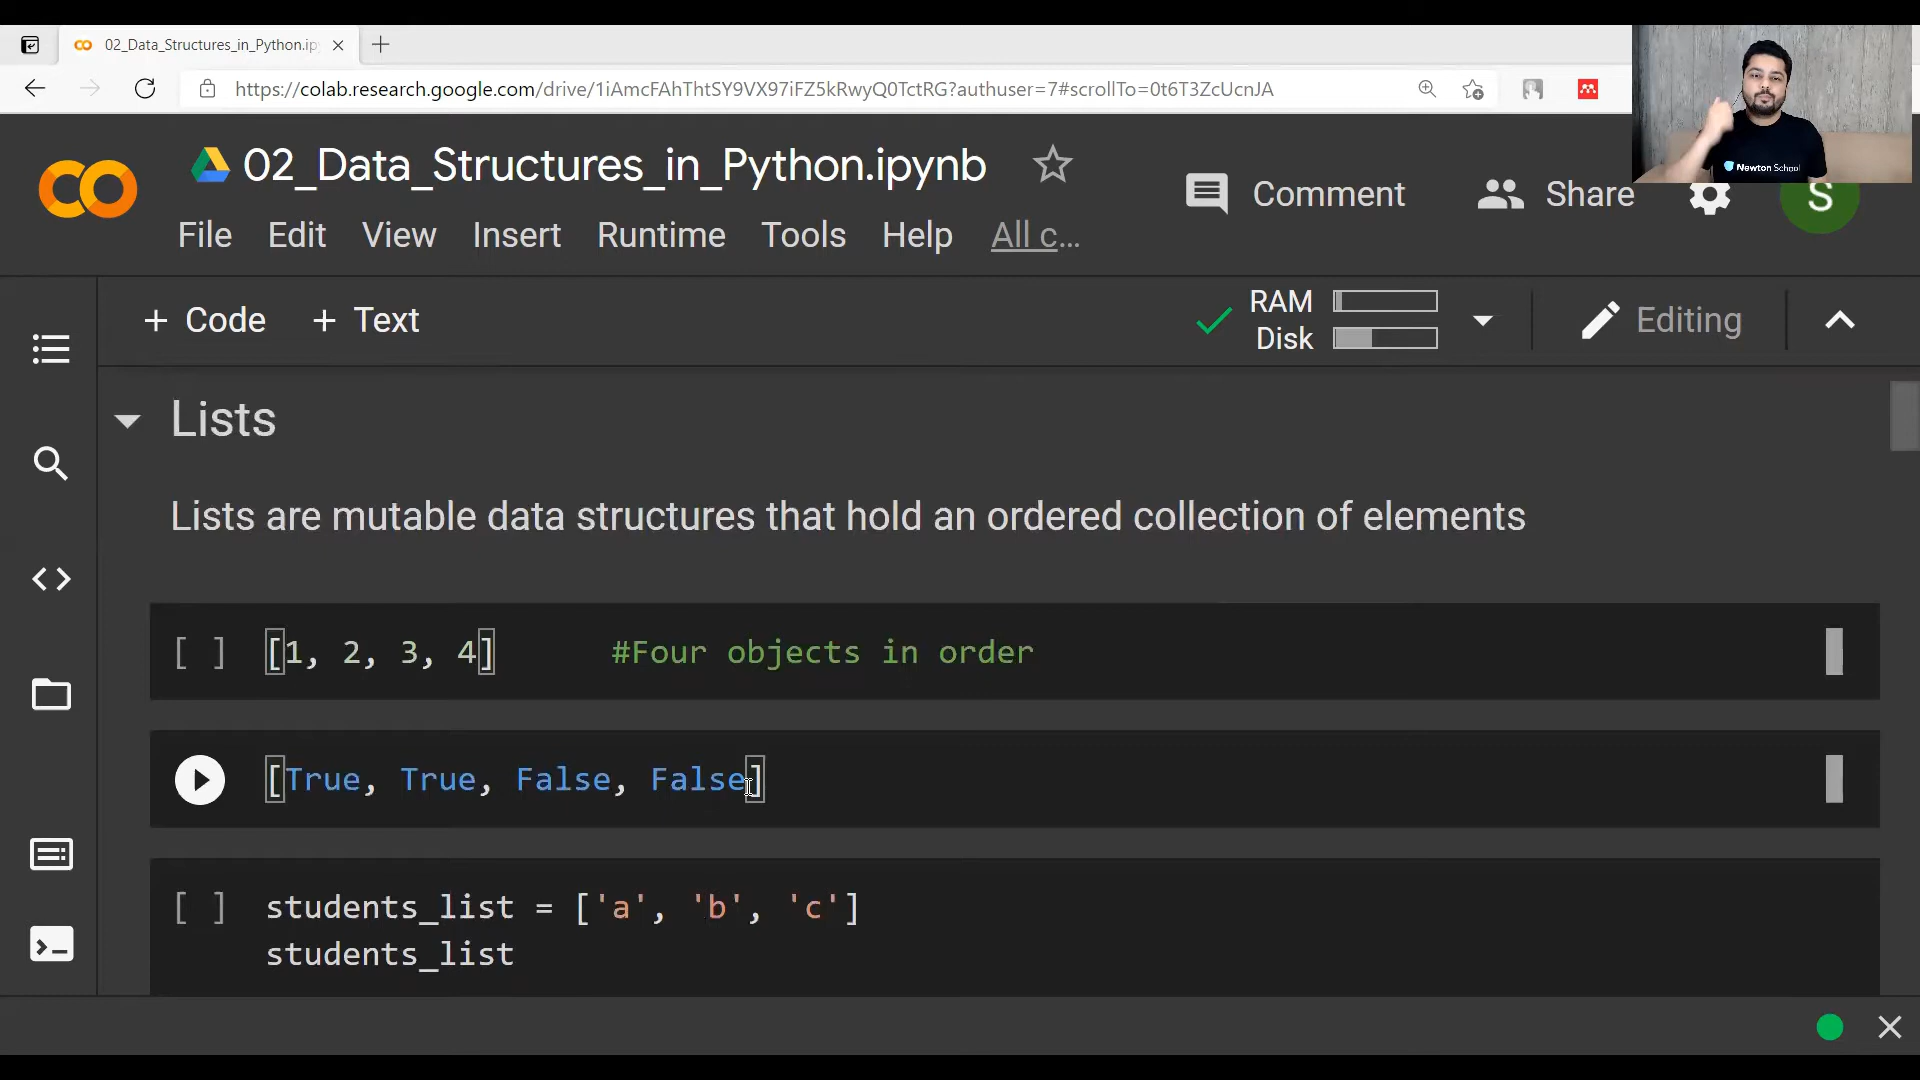 02_Data_Structures_in_Python.ip
https://colab.research.google.com/drive/1iAmcFAhThtSY9VX97iFZ5kRwyQ0TctRG?authuser=7#scrollTo=0t6T3ZcUcnJA
Newton School
02_Data_Structures_in_Python.ipynb
Comment
Share
S
File Edit View Insert Runtime Tools Help All c...
+ Code + Text
RAM
Disk
Editing
Lists
Lists are mutable data structures that hold an ordered collection of elements
[ ] [1, 2, 3, 4] #Four objects in order
[True, True, False, False]
[ ] students_list = ['a', 'b', 'c']
students_list